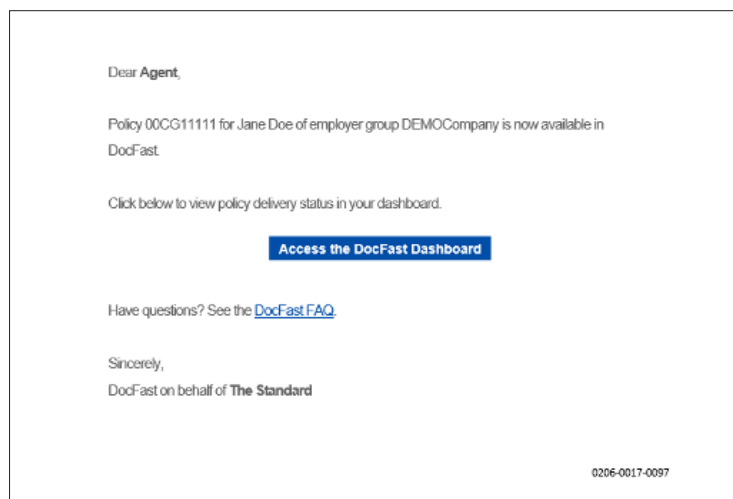 Dear Agent,
Policy 00CG11111 for Jane Doe of employer group DEMOCompany is now available in
DocFast.
Click below to view policy delivery status in your dashboard.
Access the DocFast Dashboard
Have questions? See the DocFast FAQ.
Sincerely,
DocFast on behalf of The Standard
0206-0017-0097